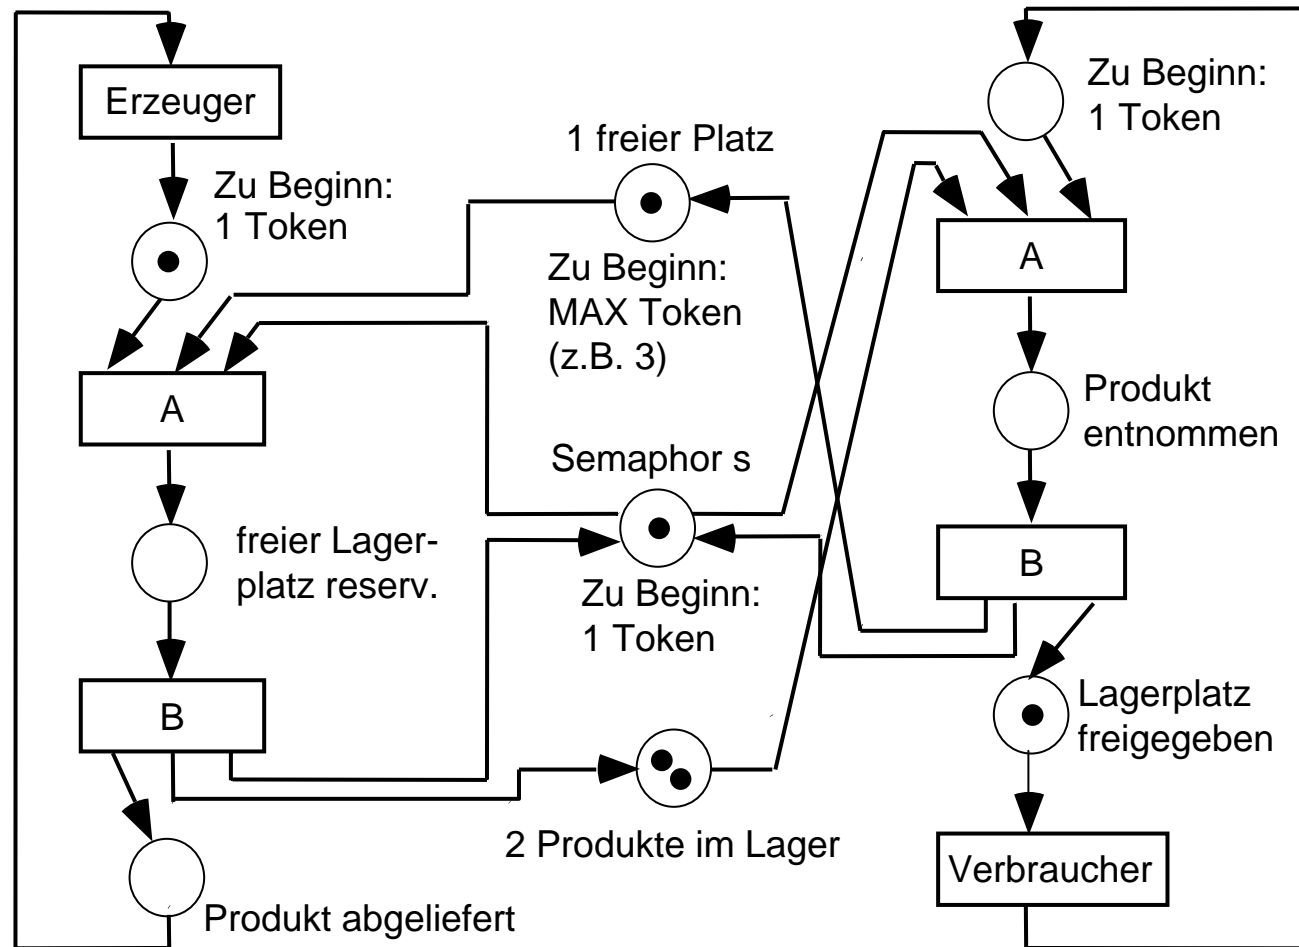 Erzeuger
Zu Beginn:
1 Token
A
freier Lager-
platz reserv.
B
Produkt abgeliefert
1 freier Platz
Zu Beginn:
MAX Token
(z.B. 3)
Semaphor s
Zu Beginn:
1 Token
2 Produkte im Lager
Zu Beginn:
1 Token
A
Produkt
entnommen
B
Lagerplatz
freigegeben
Verbraucher